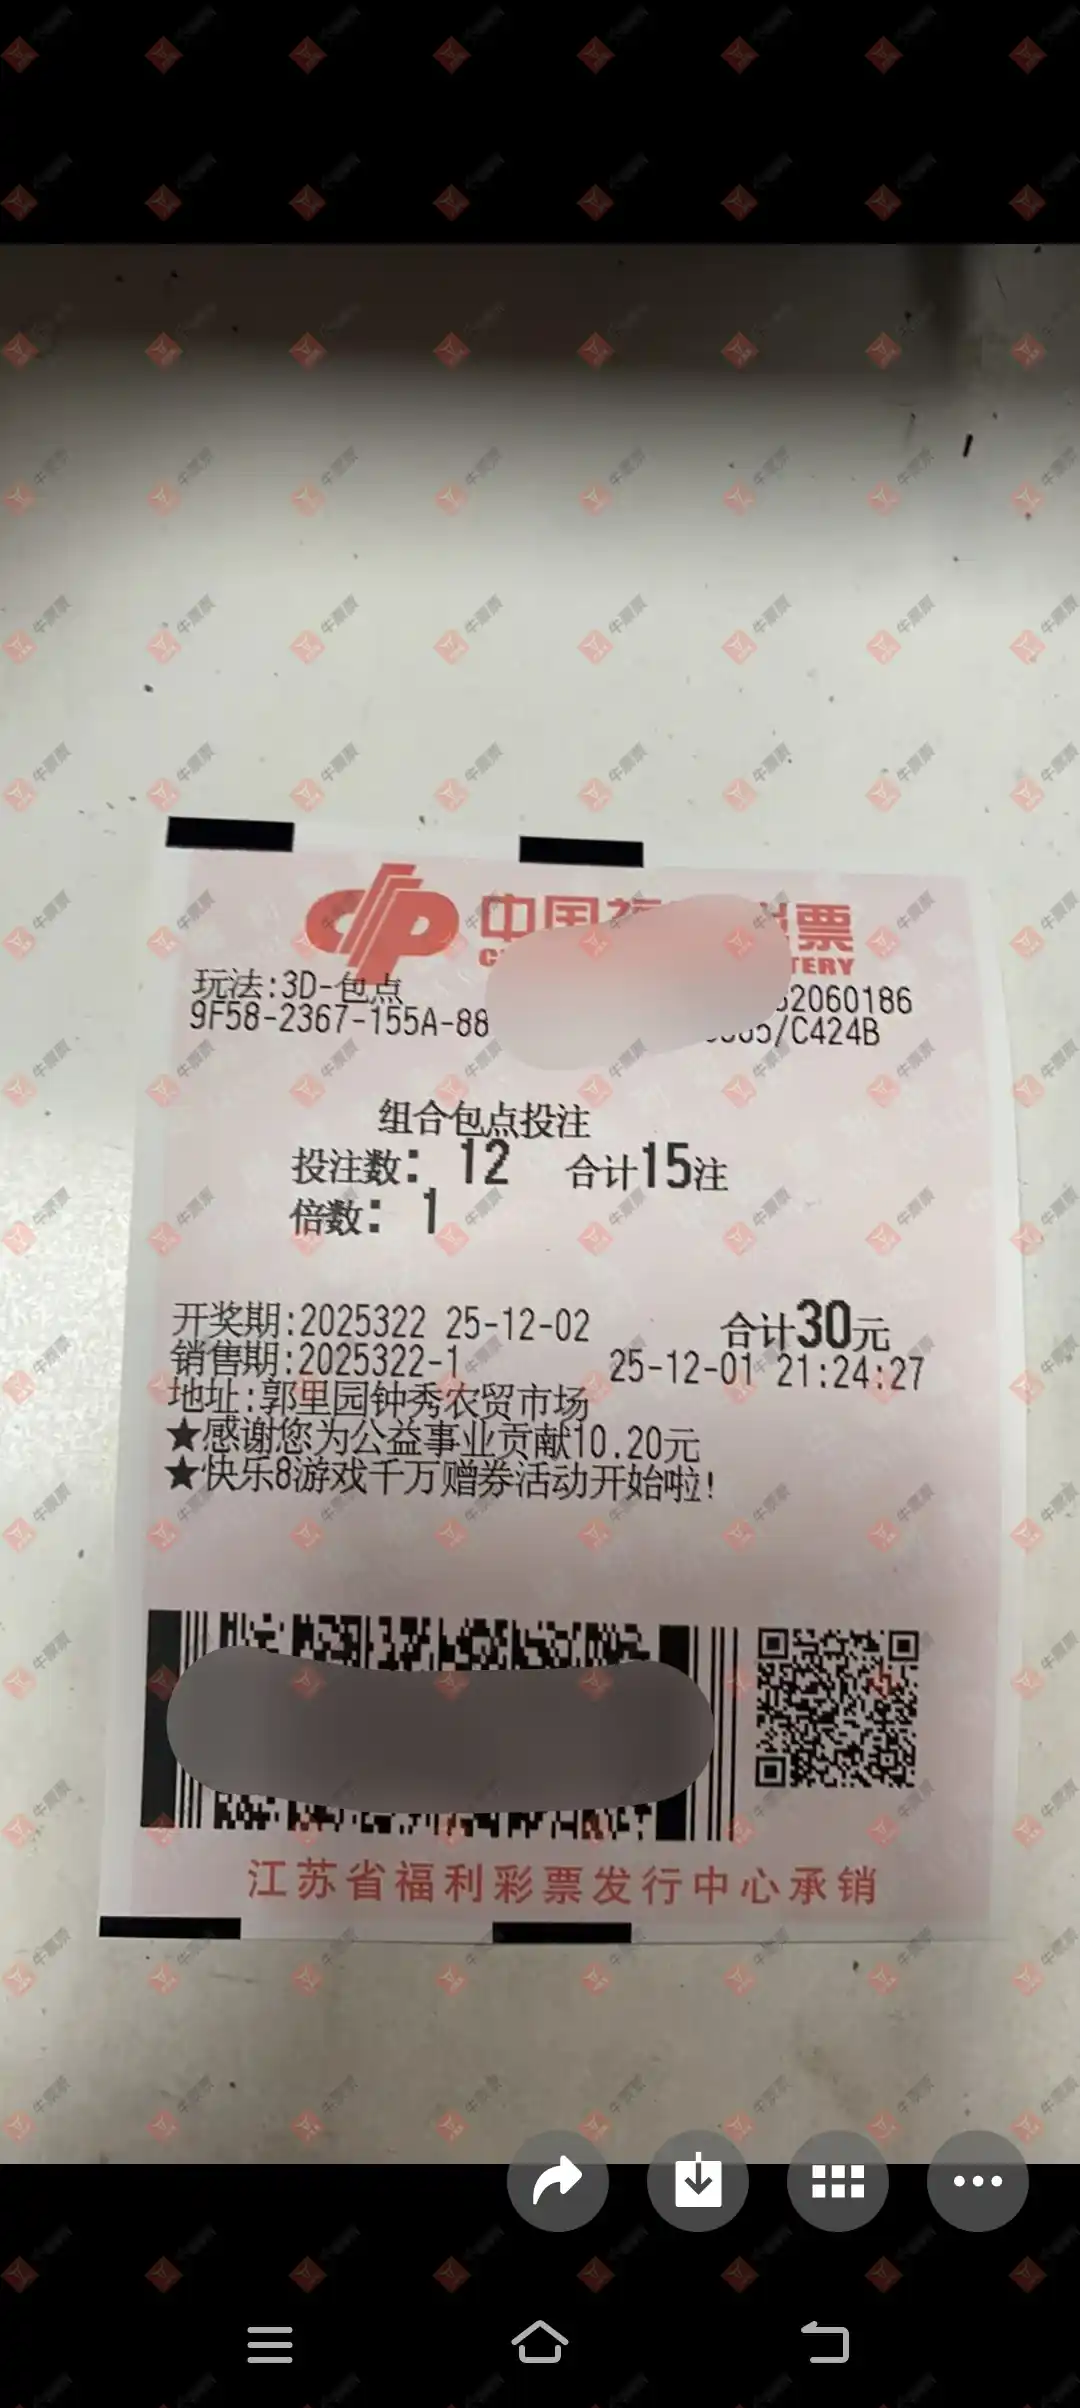 中国
票
TERY
玩法:3D-包点
9F58-2367-155A-88
2060186
/C424B
组合包点投注
投注数: 12 合计15注
倍数: 1
开奖期:2025322 25-12-02 合计30元
销售期:2025322-1 25-12-01 21:24:27
地址:郭里园钟秀农贸市场
★感谢您为公益事业贡献10.20元
★快乐8游戏千万赠券活动开始啦!
江苏省福利彩票发行中心承销
牛票票